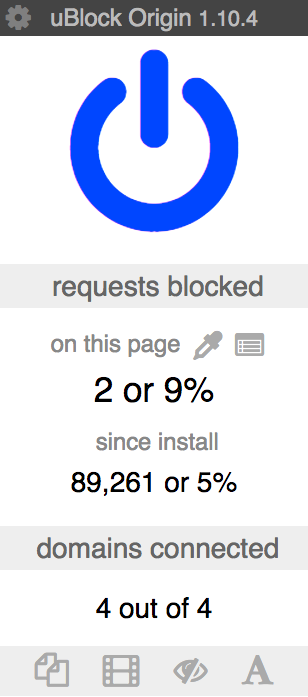 uBlock Origin 1.10.4
requests blocked
on this page
2 or 9%
since install
89,261 or 5%
domains connected
4 out of 4
A